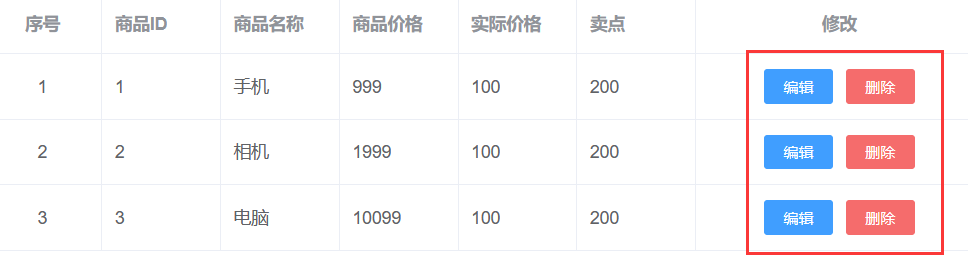 序号 商品ID 商品名称 商品价格 实际价格 卖点 修改
1 1 手机 999 100 200 编辑 删除
2 2 相机 1999 100 200 编辑 删除
3 3 电脑 10099 100 200 编辑 删除